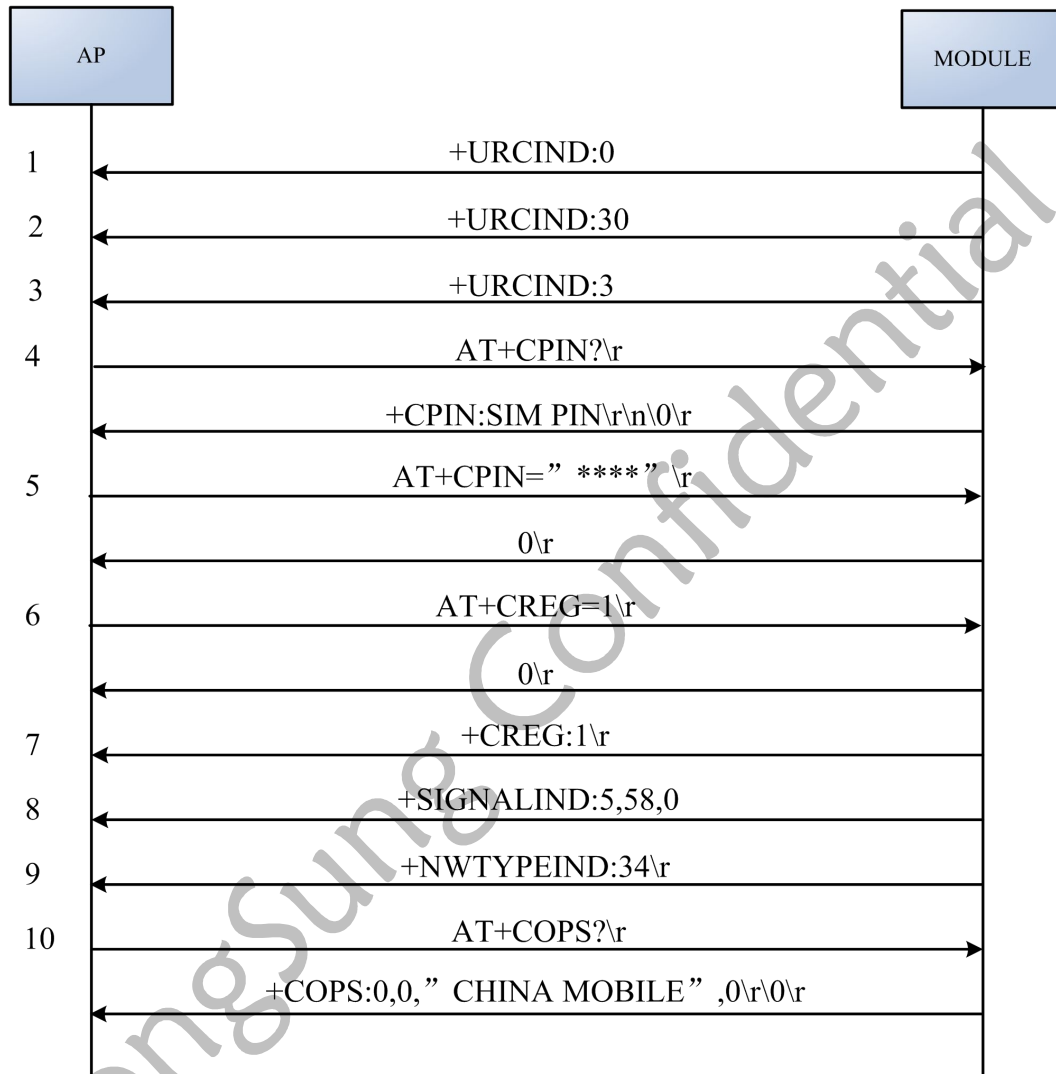 AP
MODULE
1 +URCIND:0
2 +URCIND:30
3 +URCIND:3
4 AT+CPIN?\r
+CPIN:SIM PIN\r\n\0\r
5 AT+CPIN=” ****” \r
0\r
6 AT+CREG=1\r
0\r
7 +CREG:1\r
8 +SIGNALIND:5,58,0
9 +NWTYPEIND:34\r
10 AT+COPS?\r
+COPS:0,0,” CHINA MOBILE” ,0\r\0\r
Confidential